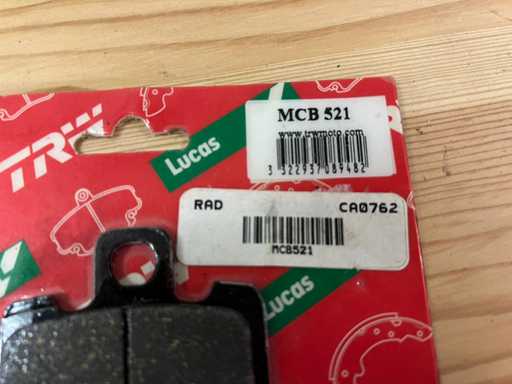 MCB 521
www.trwmoto.com
3 322937 089482
TRW
Lucas
RAD CA0762
MCB521
Lucas